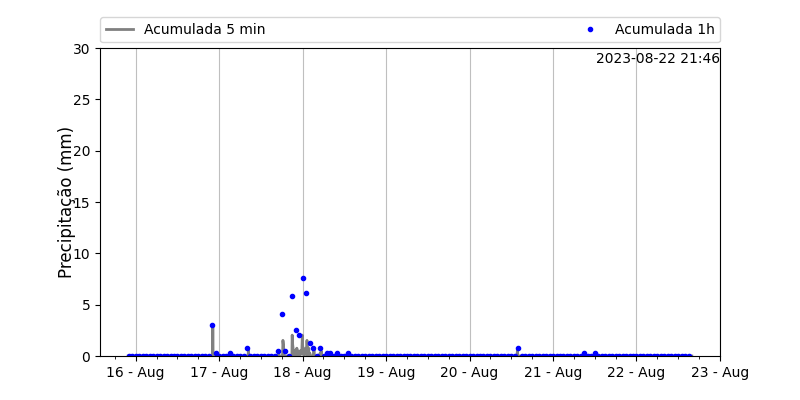 Acumulada 5 min
Acumulada 1h
2023-08-22 21:46
Precipitação (mm)
30
25
20
15
10
5
0
16 - Aug
17 - Aug
18 - Aug
19 - Aug
20 - Aug
21 - Aug
22 - Aug
23 - Aug